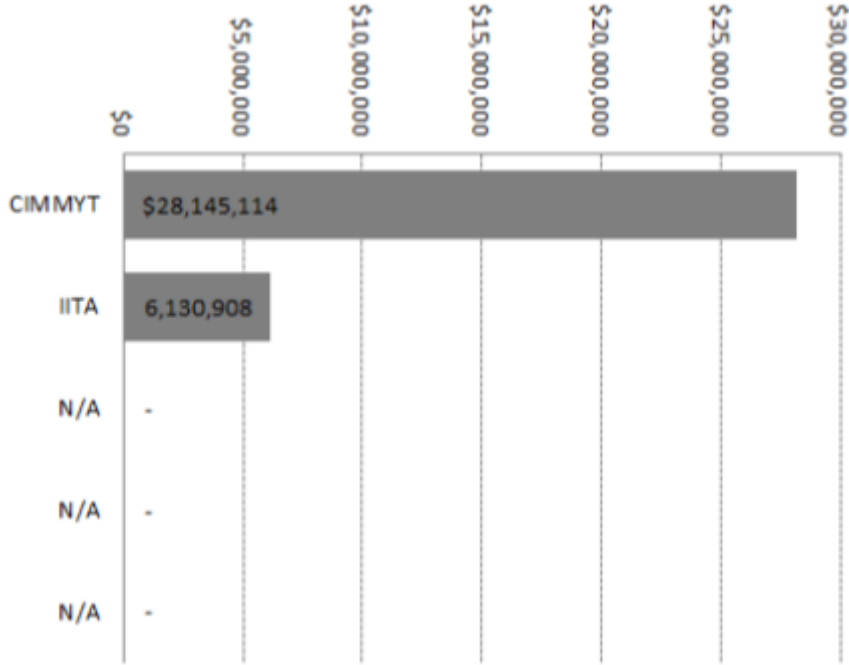 $0
$5,000,000
$10,000,000
$15,000,000
$20,000,000
$25,000,000
$30,000,000
CIMMYT $28,145,114
IITA 6,130,908
N/A -
N/A -
N/A -